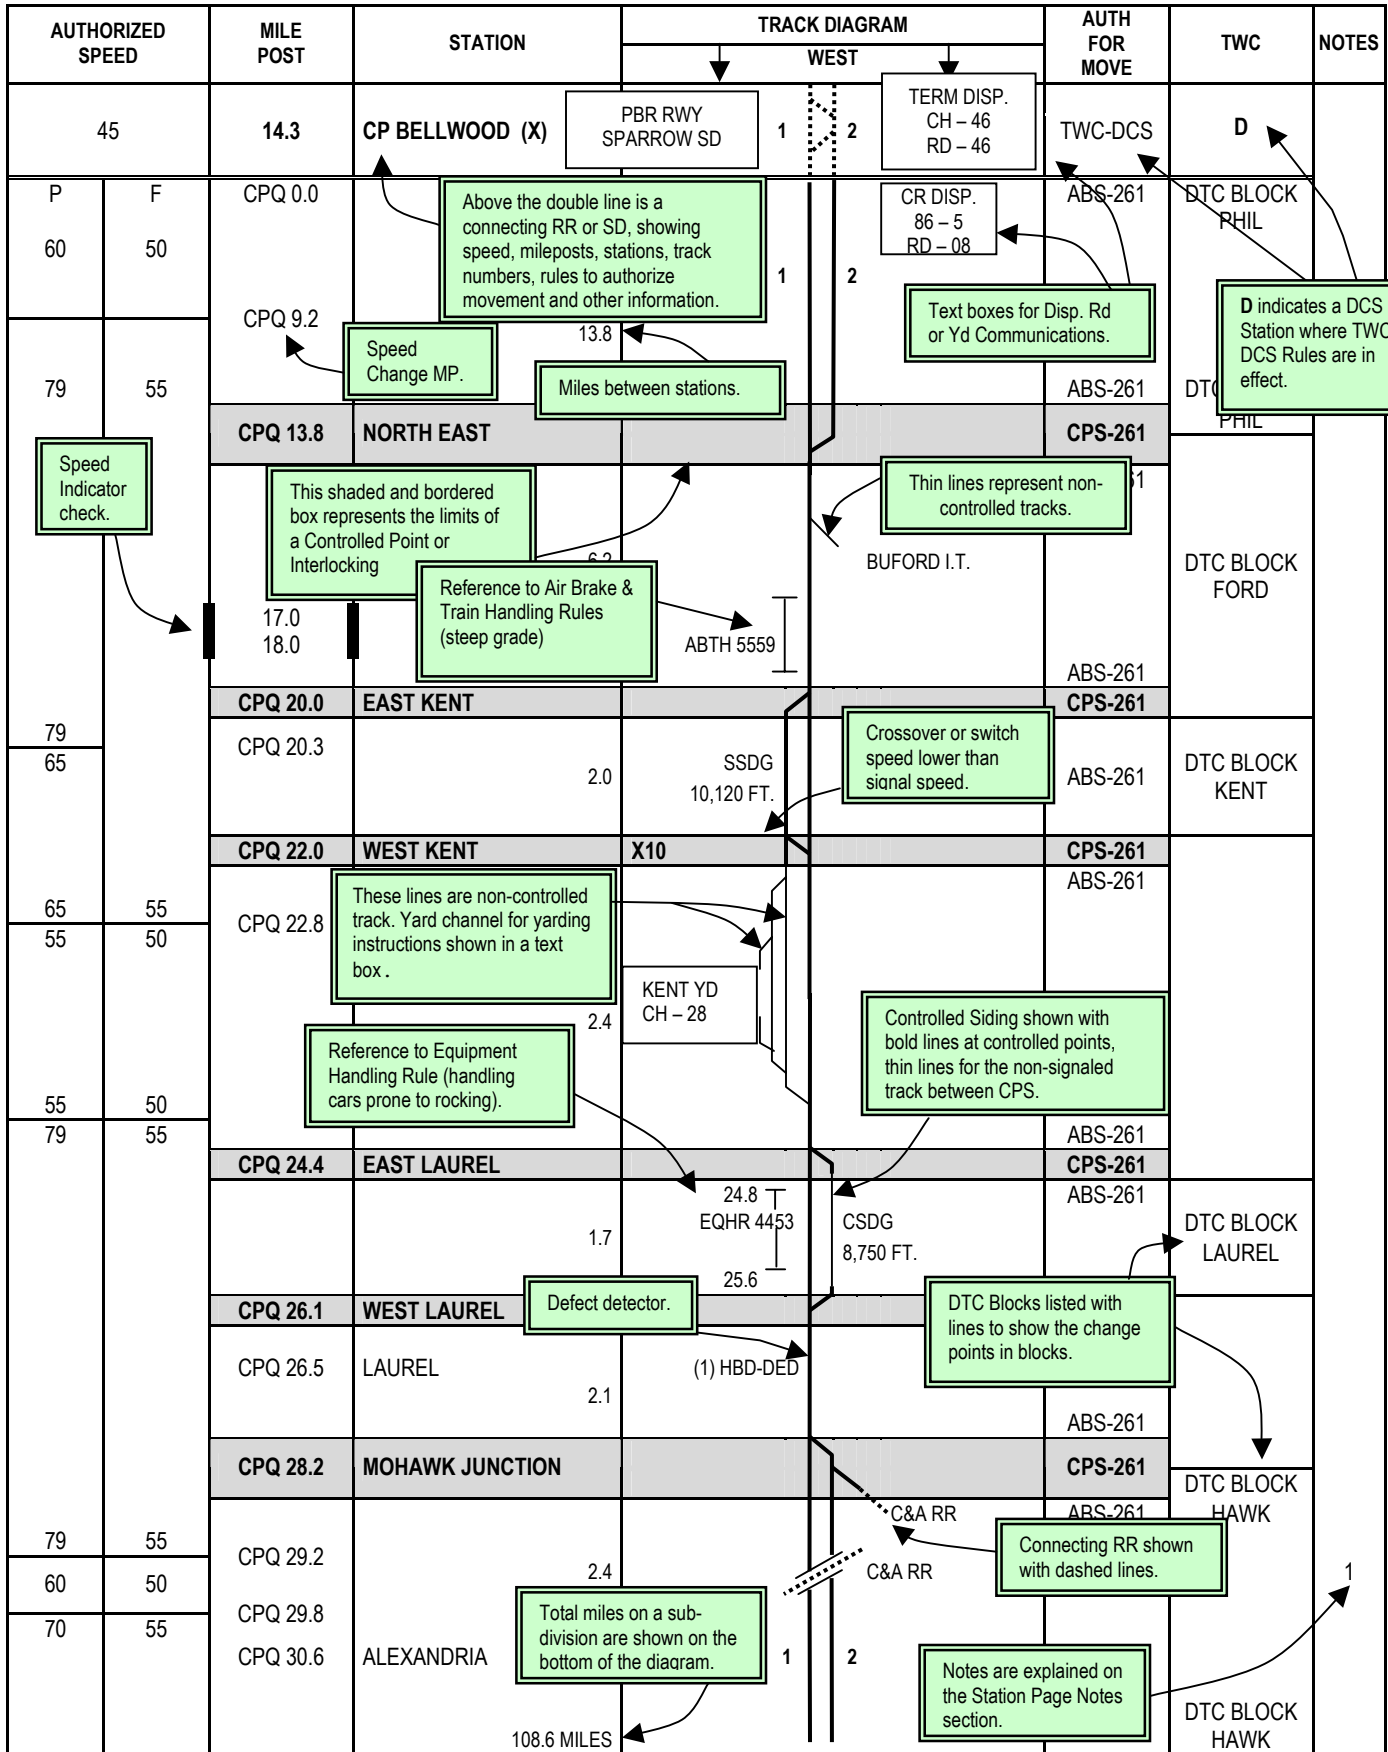 AUTHORIZED
SPEED
MILE
POST
STATION
TRACK DIAGRAM
WEST
AUTH
FOR
MOVE
TWC
NOTES
45
14.3
CP BELLWOOD (X)
PBR RWY
SPARROW SD
1
2
TERM DISP.
CH – 46
RD – 46
TWC-DCS
D
P
F
CPQ 0.0
Above the double line is a
connecting RR or SD, showing
speed, mileposts, stations, track
numbers, rules to authorize
movement and other information.
CR DISP.
86 – 5
RD – 08
ABS-261
DTC BLOCK
PHIL
60
50
1
2
Text boxes for Disp. Rd
or Yd Communications.
D indicates a DCS
Station where TWC
DCS Rules are in
effect.
CPQ 9.2
13.8
Speed
Change MP.
Miles between stations.
79
55
ABS-261
DTC
PHIL
CPQ 13.8
NORTH EAST
CPS-261
Speed
Indicator
check.
This shaded and bordered
box represents the limits of
a Controlled Point or
Interlocking
Thin lines represent non-
controlled tracks.
61
6.2
BUFORD I.T.
DTC BLOCK
FORD
Reference to Air Brake &
Train Handling Rules
(steep grade)
17.0
18.0
ABTH 5559
ABS-261
CPQ 20.0
EAST KENT
CPS-261
79
65
CPQ 20.3
2.0
SSDG
10,120 FT.
Crossover or switch
speed lower than
signal speed.
ABS-261
DTC BLOCK
KENT
CPQ 22.0
WEST KENT
X10
CPS-261
ABS-261
65
55
55
50
CPQ 22.8
These lines are non-controlled
track. Yard channel for yarding
instructions shown in a text
box .
KENT YD
CH – 28
2.4
Controlled Siding shown with
bold lines at controlled points,
thin lines for the non-signaled
track between CPS.
Reference to Equipment
Handling Rule (handling
cars prone to rocking).
55
50
79
55
ABS-261
CPQ 24.4
EAST LAUREL
CPS-261
ABS-261
24.8
EQHR 4453
1.7
25.6
CSDG
8,750 FT.
DTC BLOCK
LAUREL
CPQ 26.1
WEST LAUREL
Defect detector.
DTC Blocks listed with
lines to show the change
points in blocks.
CPQ 26.5
LAUREL
(1) HBD-DED
2.1
ABS-261
CPQ 28.2
MOHAWK JUNCTION
CPS-261
DTC BLOCK
HAWK
C&A RR
ABS-261
79
55
CPQ 29.2
2.4
C&A RR
Connecting RR shown
with dashed lines.
1
60
50
CPQ 29.8
70
55
Total miles on a sub-
division are shown on the
bottom of the diagram.
CPQ 30.6
ALEXANDRIA
1
2
Notes are explained on
the Station Page Notes
section.
108.6 MILES
DTC BLOCK
HAWK